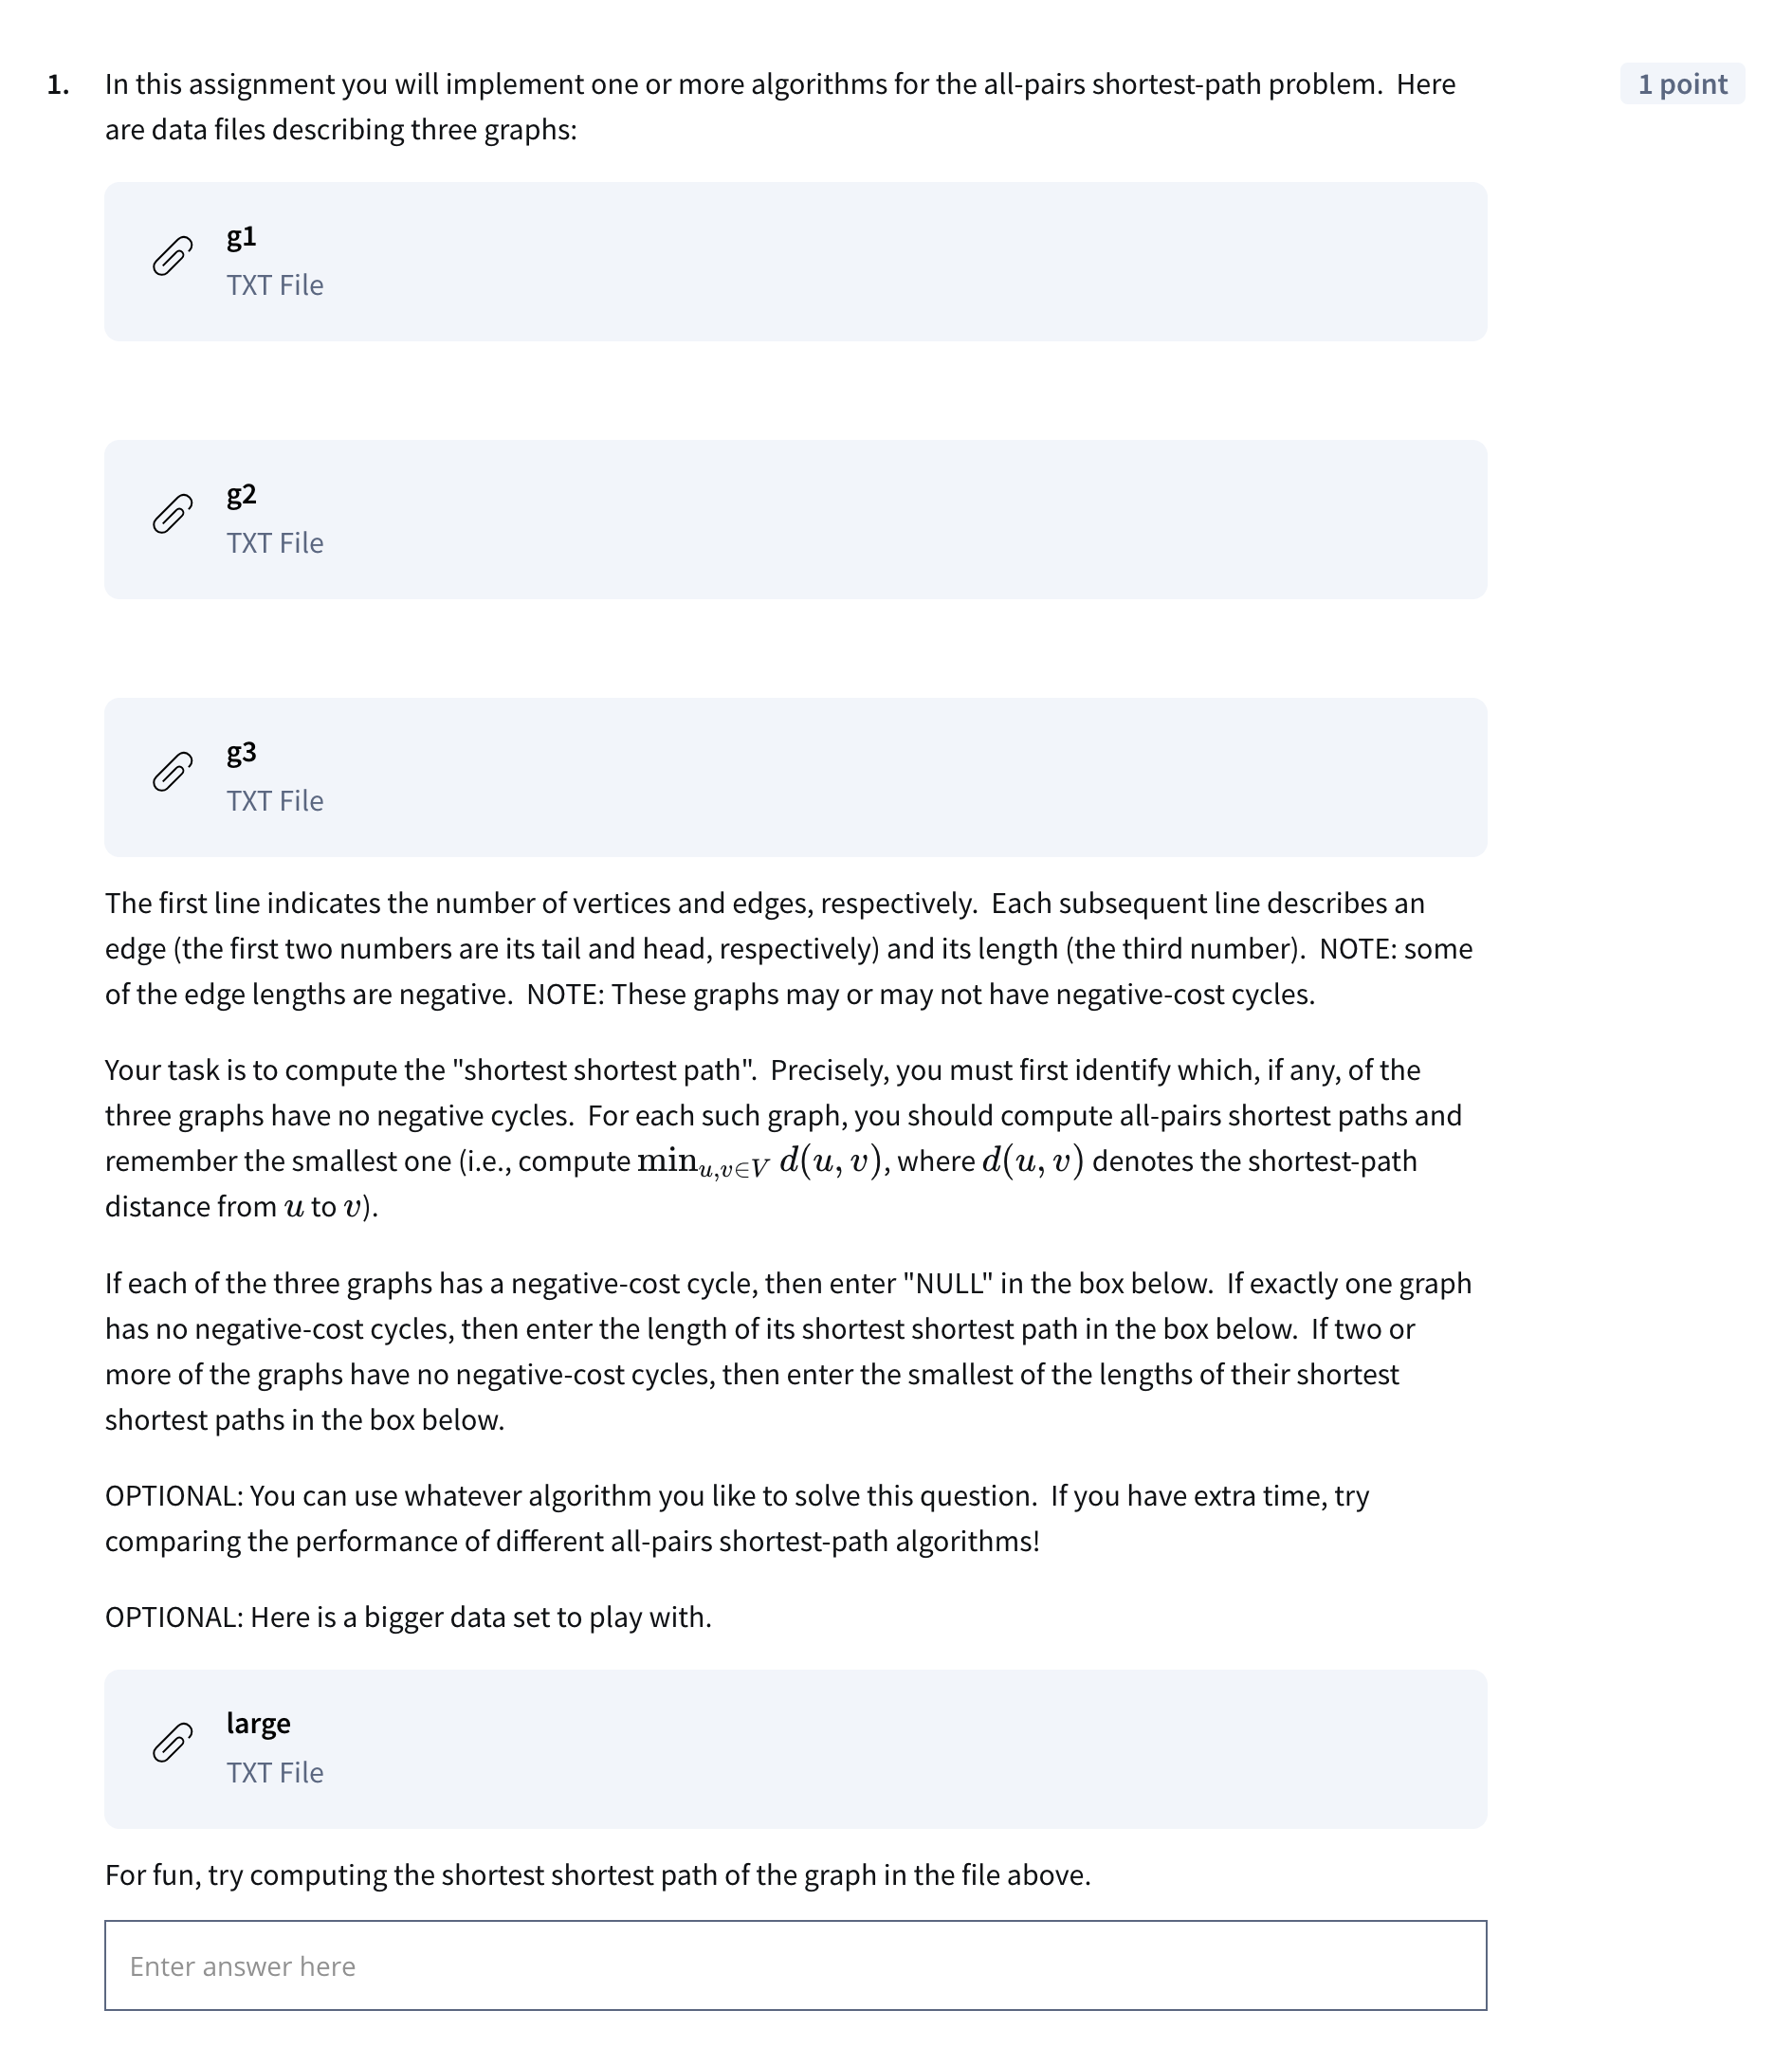 1. In this assignment you will implement one or more algorithms for the all-pairs shortest-path problem.  Here
1 point
are data files describing three graphs:
g1
TXT File
g2
TXT File
g3
TXT File
The first line indicates the number of vertices and edges, respectively.  Each subsequent line describes an
edge (the first two numbers are its tail and head, respectively) and its length (the third number).  NOTE: some
of the edge lengths are negative.  NOTE: These graphs may or may not have negative-cost cycles.
Your task is to compute the "shortest shortest path".  Precisely, you must first identify which, if any, of the
three graphs have no negative cycles.  For each such graph, you should compute all-pairs shortest paths and
remember the smallest one (i.e., compute min_{u,v∈V} d(u, v), where d(u, v) denotes the shortest-path
distance from u to v).
If each of the three graphs has a negative-cost cycle, then enter "NULL" in the box below.  If exactly one graph
has no negative-cost cycles, then enter the length of its shortest shortest path in the box below.  If two or
more of the graphs have no negative-cost cycles, then enter the smallest of the lengths of their shortest
shortest paths in the box below.
OPTIONAL: You can use whatever algorithm you like to solve this question.  If you have extra time, try
comparing the performance of different all-pairs shortest-path algorithms!
OPTIONAL: Here is a bigger data set to play with.
large
TXT File
For fun, try computing the shortest shortest path of the graph in the file above.
Enter answer here